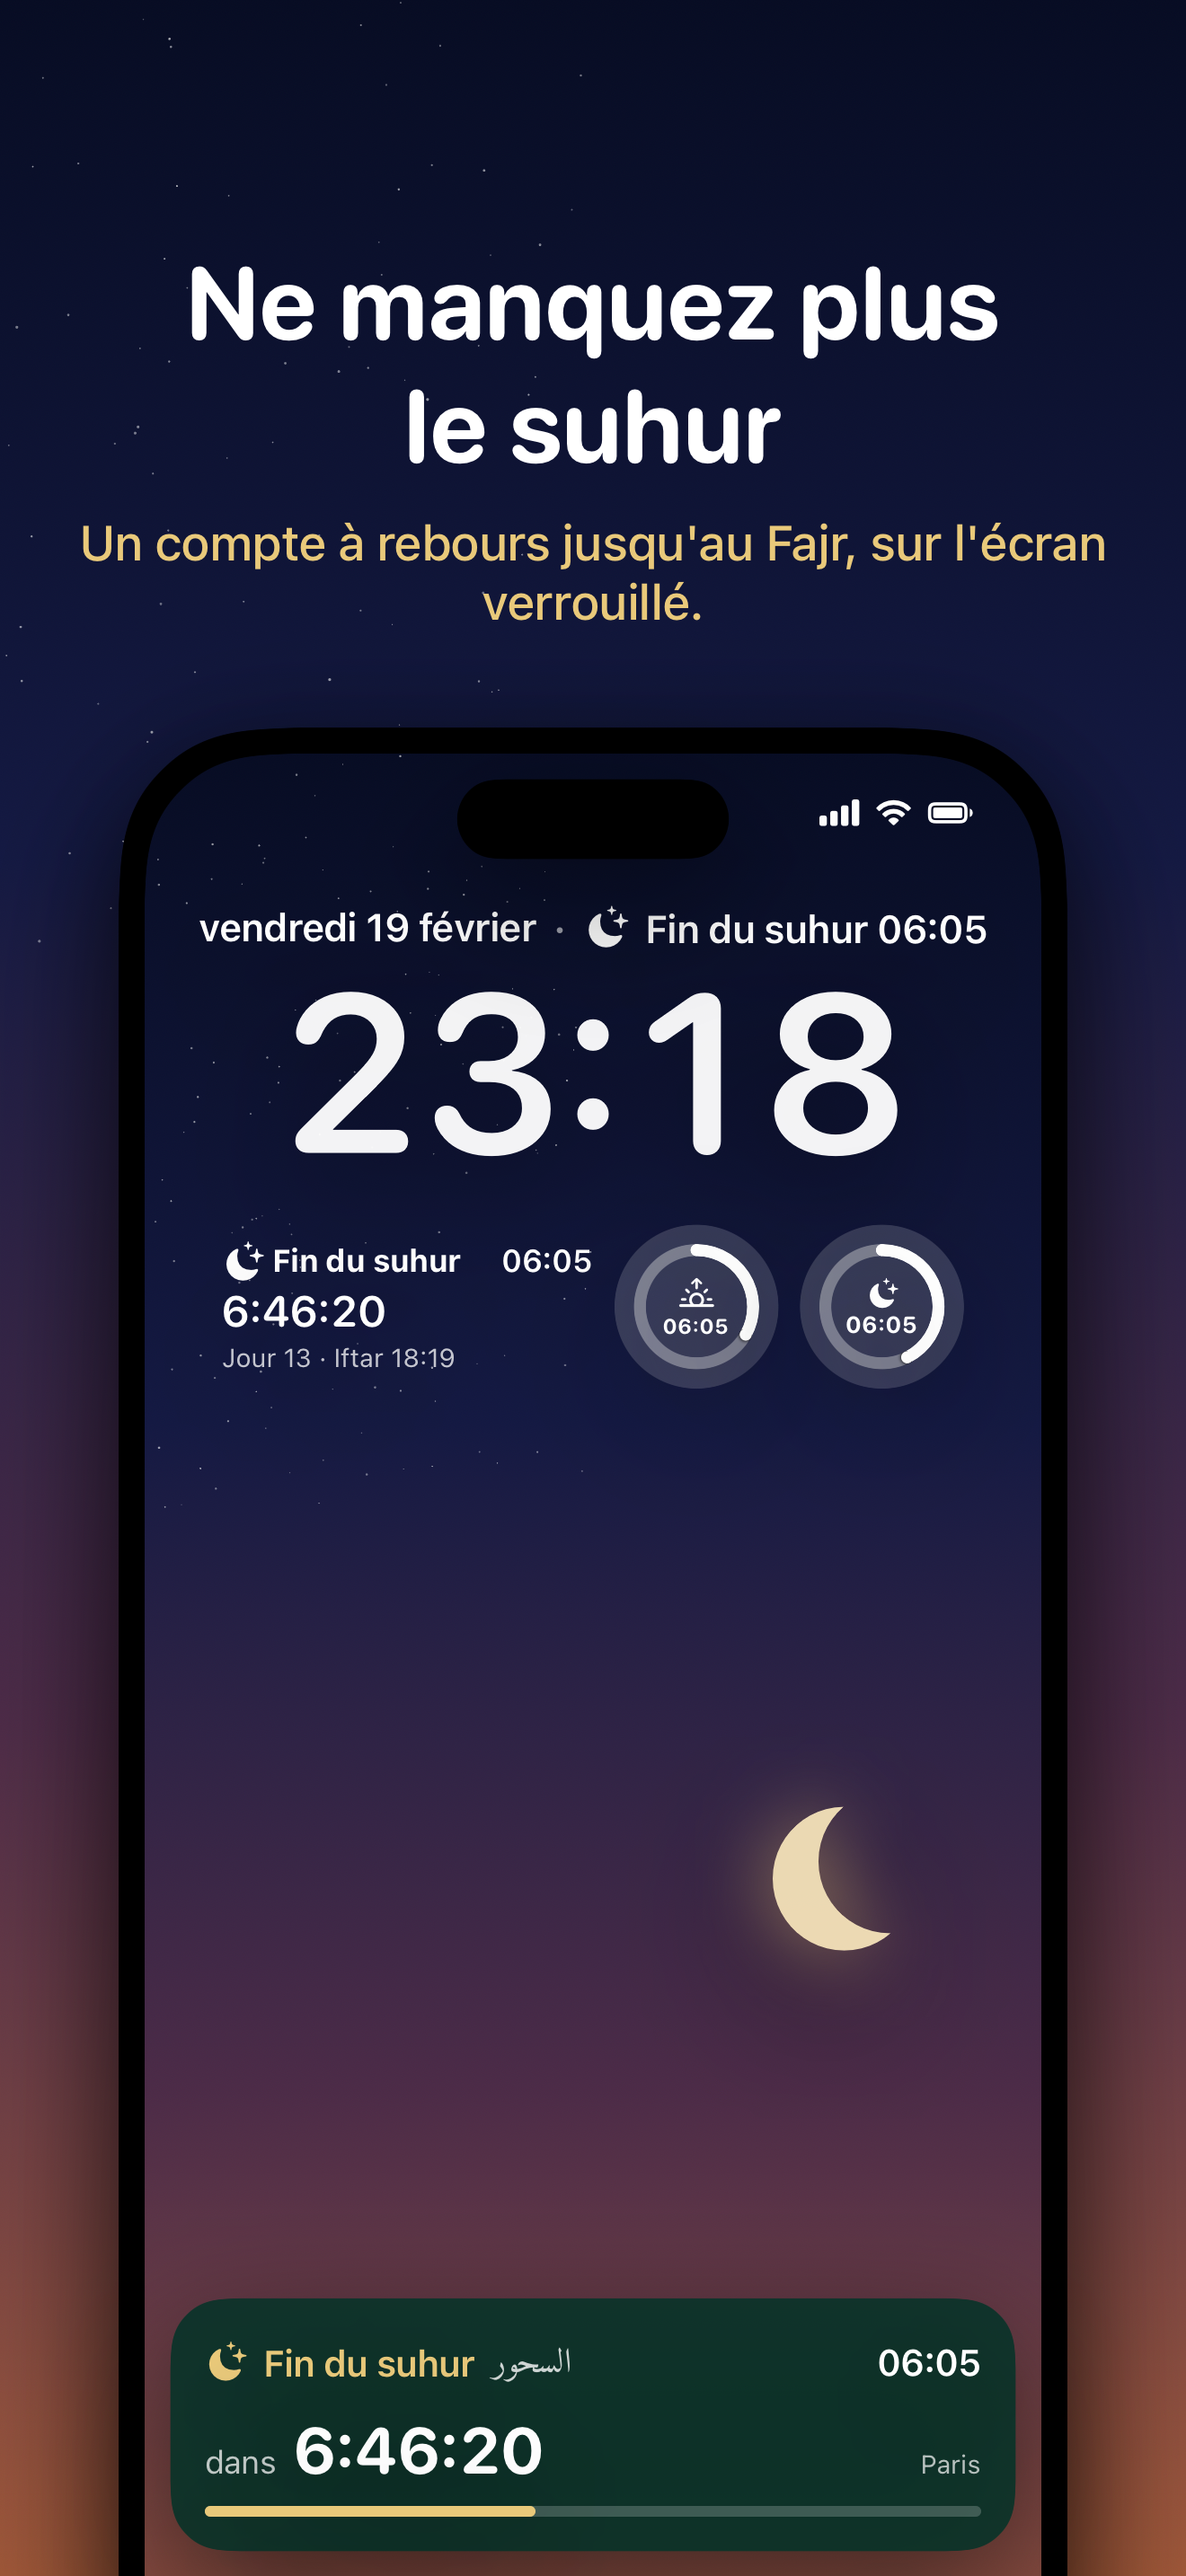 Ne manquez plus
le suhur
Un compte à rebours jusqu'au Fajr, sur l'écran
verrouillé.
vendredi 19 février · Fin du suhur 06:05
23:18
Fin du suhur 06:05
6:46:20
Jour 13 · Iftar 18:19
06:05
06:05
Fin du suhur السحور 06:05
dans 6:46:20 Paris